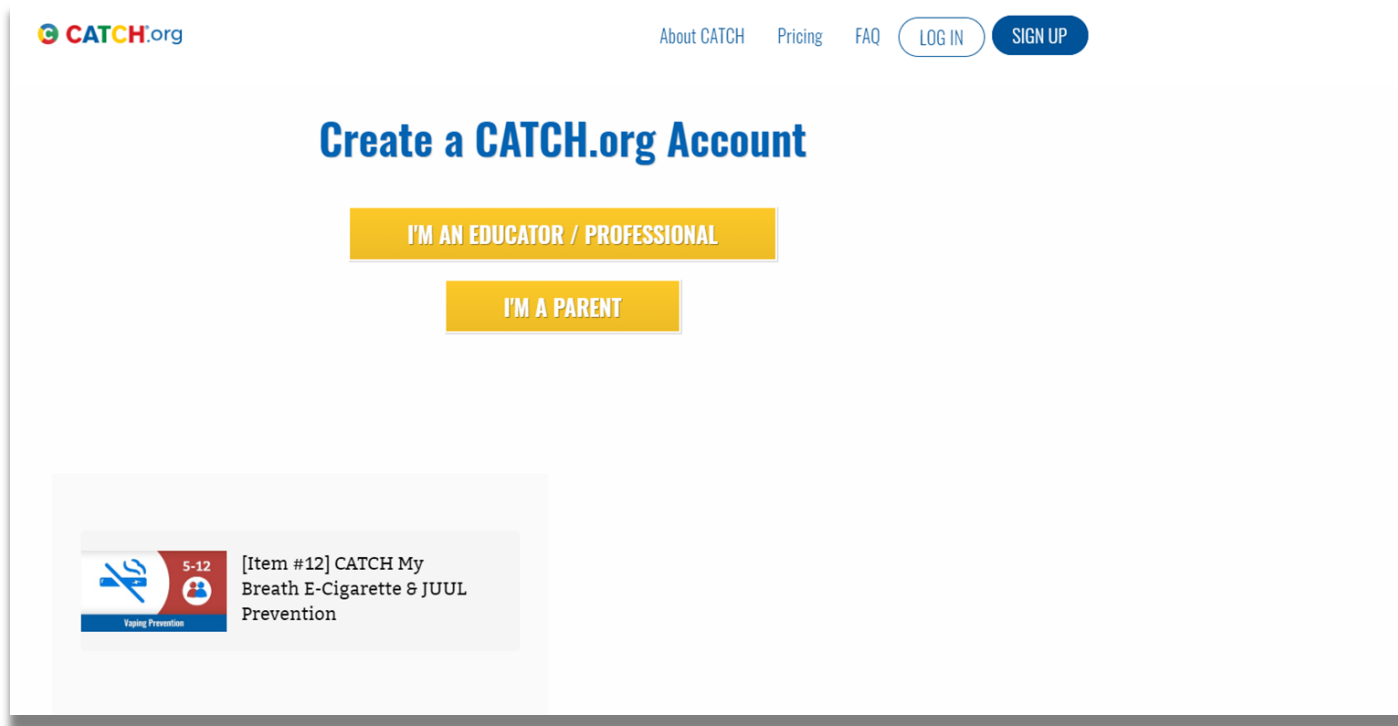 CATCH.org
About CATCH Pricing FAQ LOG IN SIGN UP
Create a CATCH.org Account
I'M AN EDUCATOR / PROFESSIONAL
I'M A PARENT
5-12
Vaping Prevention
[Item #12] CATCH My
Breath E-Cigarette & JUUL
Prevention